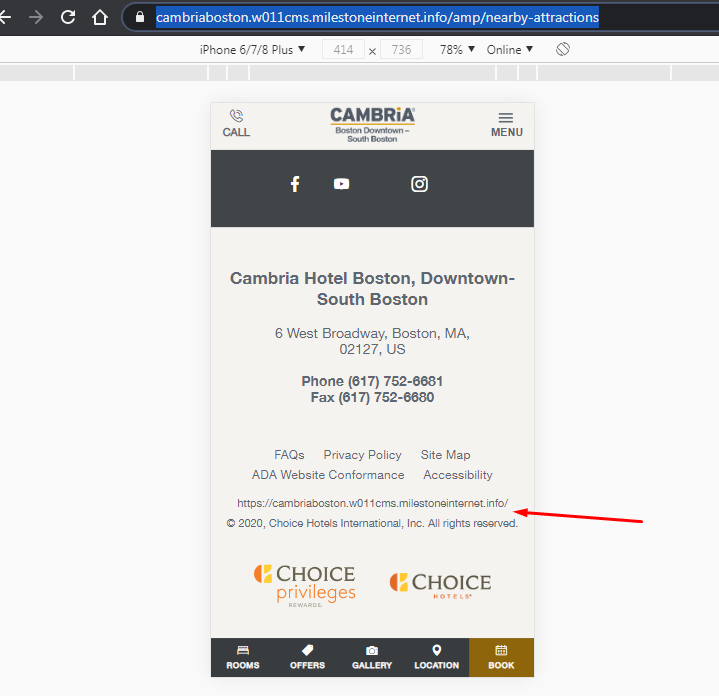 cambriaboston.w011cms.milestoneinternet.info/amp/nearby-attractions
iPhone 6/7/8 Plus ▼ 414 × 736 78% ▼ Online ▼
CALL
CAMBRiA®
Boston Downtown –
South Boston
MENU
Cambria Hotel Boston, Downtown-
South Boston
6 West Broadway, Boston, MA,
02127, US
Phone (617) 752-6681
Fax (617) 752-6680
FAQs Privacy Policy Site Map
ADA Website Conformance Accessibility
https://cambriaboston.w011cms.milestoneinternet.info/
© 2020, Choice Hotels International, Inc. All rights reserved.
CHOICE
privileges
REWARDS
CHOICE
HOTELS
ROOMS OFFERS GALLERY LOCATION BOOK